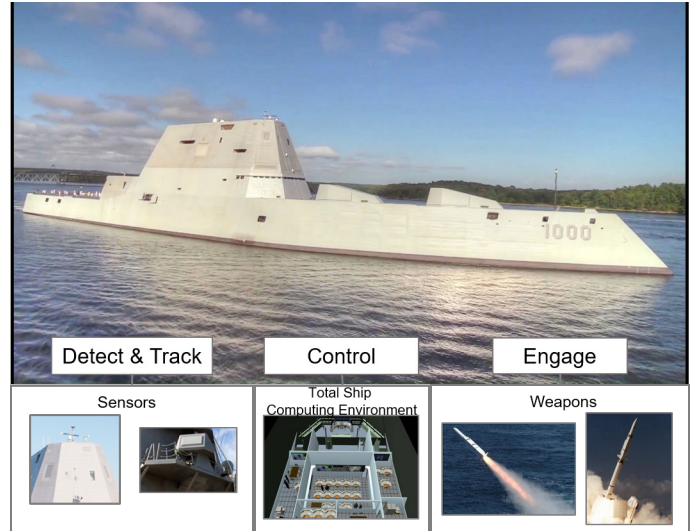 1000
Detect & Track
Control
Engage
Sensors
Total Ship
Computing Environment
Weapons